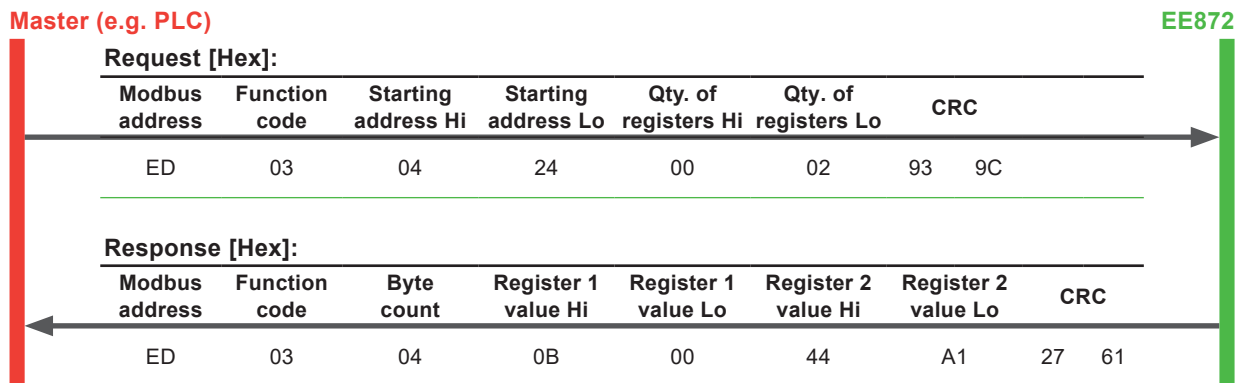 Master (e.g. PLC)
EE872
Request [Hex]:
Modbus address Function code Starting address Hi Starting address Lo Qty. of registers Hi Qty. of registers Lo CRC
ED 03 04 24 00 02 93 9C
Response [Hex]:
Modbus address Function code Byte count Register 1 value Hi Register 1 value Lo Register 2 value Hi Register 2 value Lo CRC
ED 03 04 0B 00 44 A1 27 61